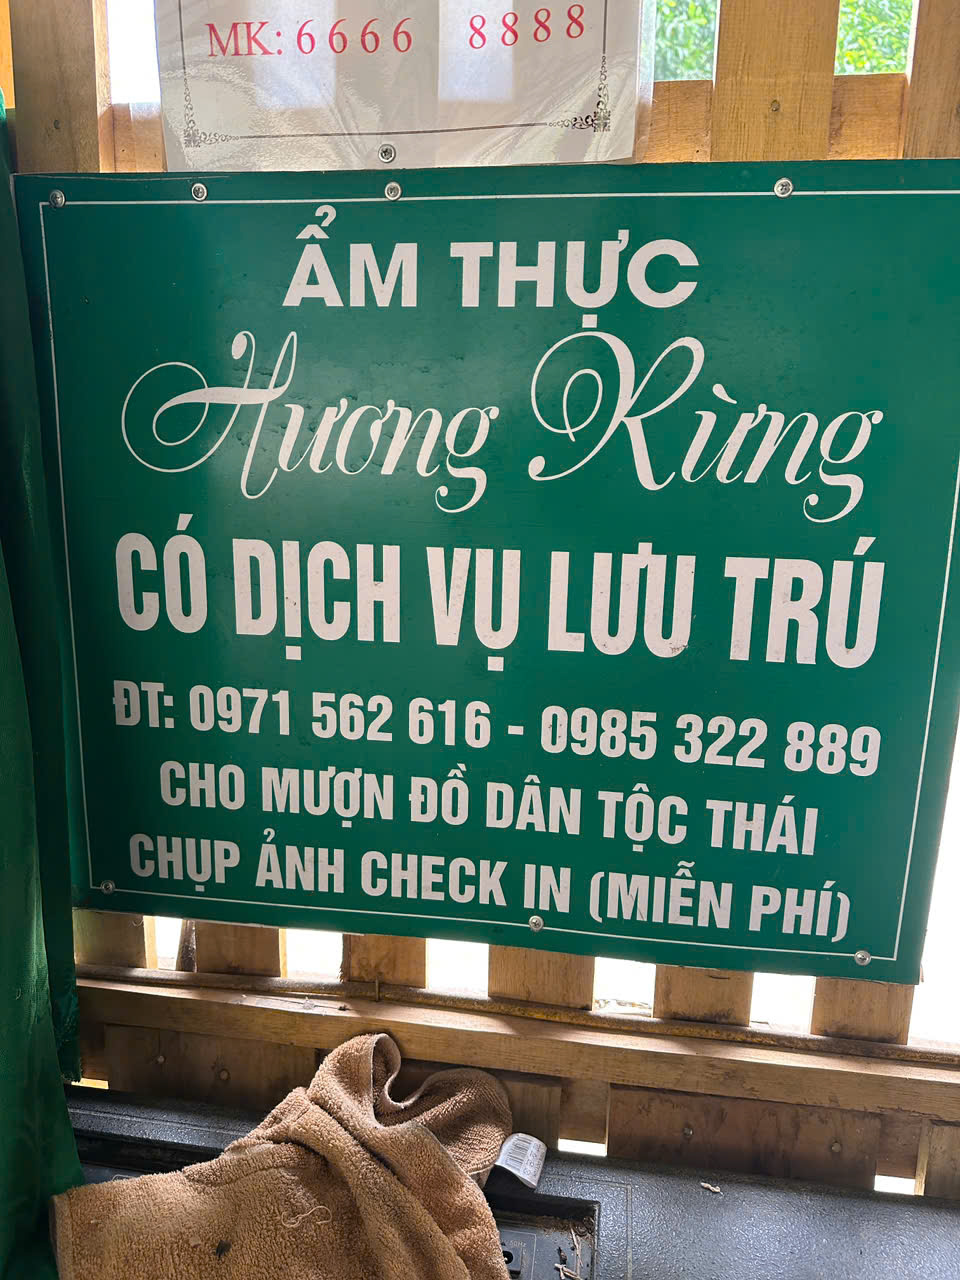 MK: 6666 8888
ẨM THỰC
Hương Rừng
CÓ DỊCH VỤ LƯU TRÚ
ĐT: 0971 562 616 - 0985 322 889
CHO MƯỢN ĐỒ DÂN TỘC THÁI
CHỤP ẢNH CHECK IN (MIỄN PHÍ)